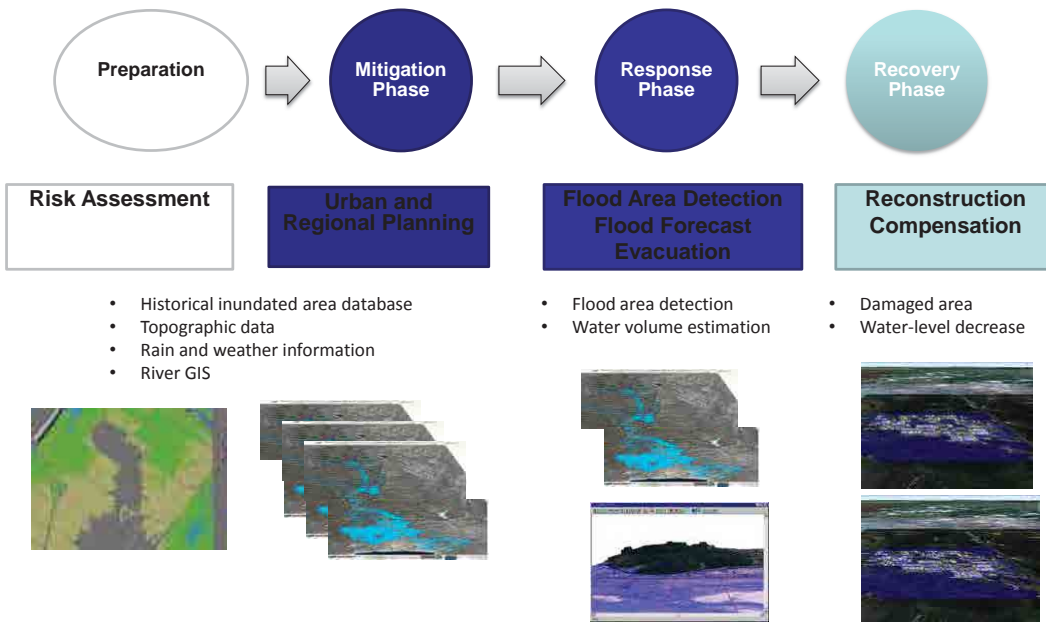 Preparation
Mitigation
Phase
Response
Phase
Recovery
Phase
Risk Assessment
Urban and
Regional Planning
Flood Area Detection
Flood Forecast
Evacuation
Reconstruction
Compensation
• Historical inundated area database
• Topographic data
• Rain and weather information
• River GIS
• Flood area detection
• Water volume estimation
• Damaged area
• Water-level decrease